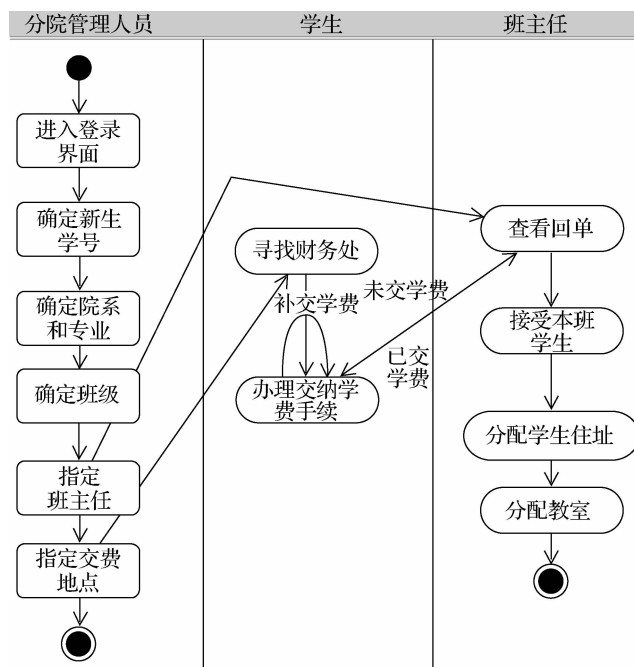 分院管理人员
学生
班主任
进入登录
界面
确定新生
学号
确定院系
和专业
确定班级
指定
班主任
指定交费
地点
寻找财务处
补交学费
办理交纳学
费手续
未交学费
已交
学费
查看回单
接受本班
学生
分配学生住址
分配教室